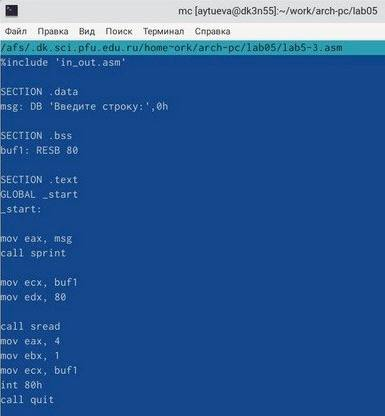 mc [aytueva@dk3n55]:~/work/arch-pc/lab05
Файл Правка Вид Поиск Терминал Справка
/afs/.dk.sci.pfu.edu.ru/home~ork/arch-pc/lab05/lab5-3.asm
%include 'in_out.asm'
SECTION .data
msg: DB 'Введите строку:',0h
SECTION .bss
buf1: RESB 80
SECTION .text
GLOBAL _start
_start:
mov eax, msg
call sprint
mov ecx, buf1
mov edx, 80
call sread
mov eax, 4
mov ebx, 1
mov ecx, buf1
int 80h
call quit